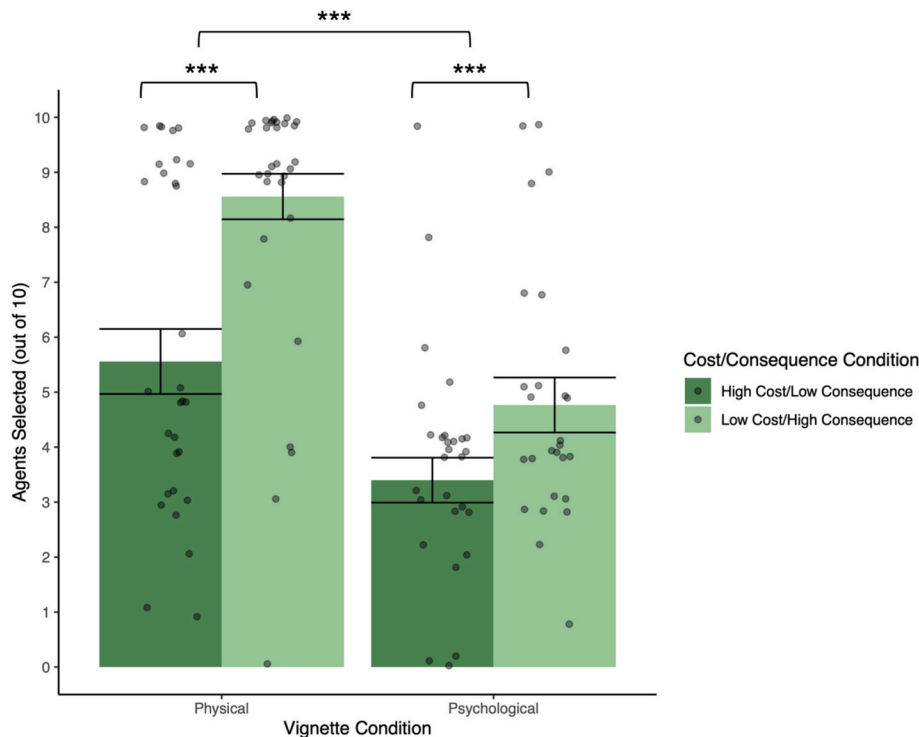 ***
*** ***
10
9
8
7
6
5
4
3
2
1
0
Agents Selected (out of 10)
Physical Psychological
Vignette Condition
Cost/Consequence Condition
High Cost/Low Consequence
Low Cost/High Consequence